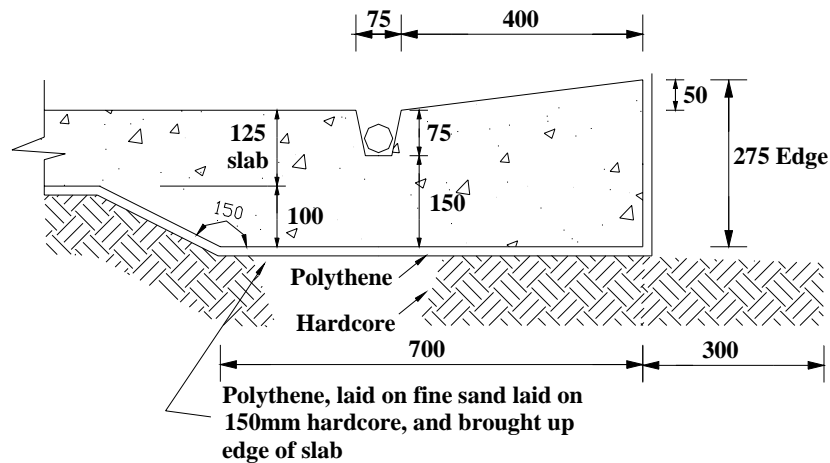 75
400
50
125
slab
75
275 Edge
150
100
150
Polythene
Hardcore
700
300
Polythene, laid on fine sand laid on
150mm hardcore, and brought up
edge of slab